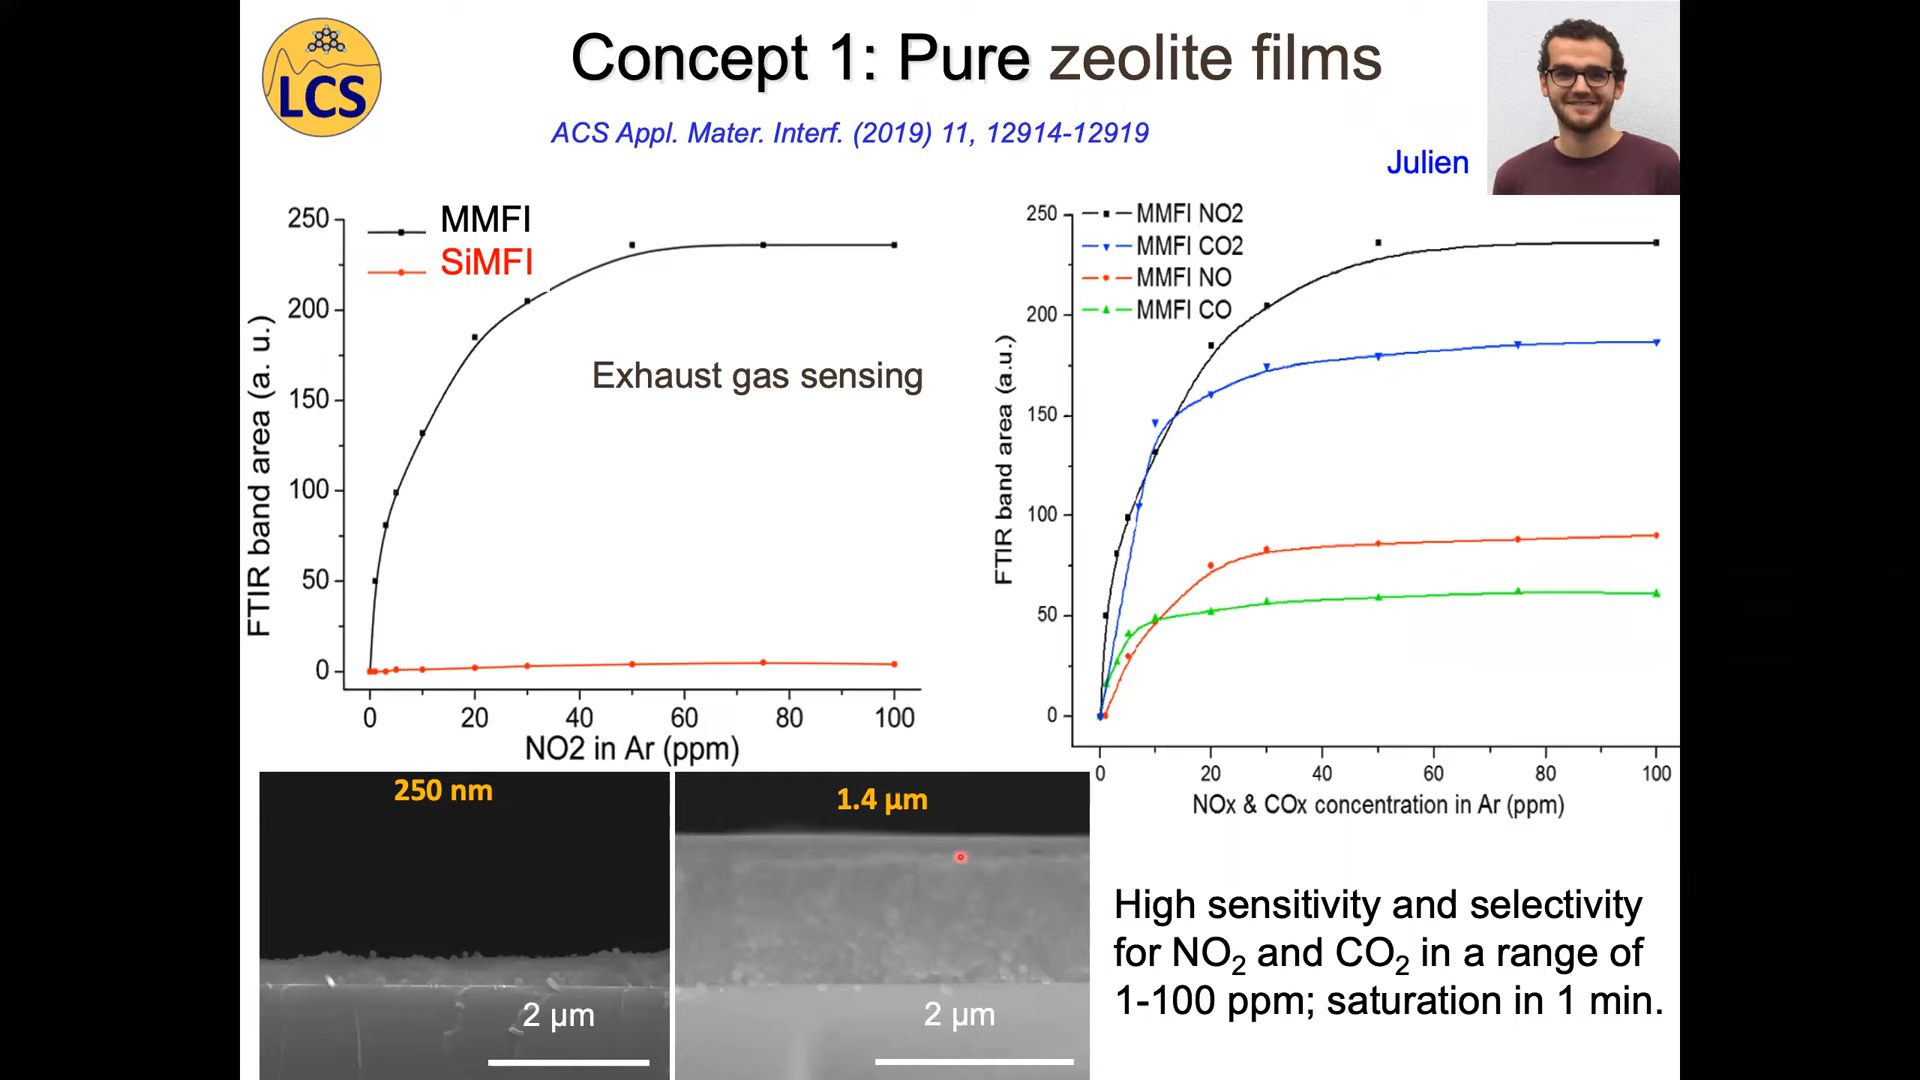 LCS
Concept 1: Pure zeolite films
ACS Appl. Mater. Interf. (2019) 11, 12914-12919
Julien
MMFI
SiMFI
Exhaust gas sensing
FTIR band area (a. u.)
250
200
150
100
50
0
0 20 40 60 80 100
NO2 in Ar (ppm)
MMFI NO2
MMFI CO2
MMFI NO
MMFI CO
FTIR band area (a.u.)
250
200
150
100
50
0
0 20 40 60 80 100
NOx & COx concentration in Ar (ppm)
250 nm
2 μm
1.4 μm
2 μm
High sensitivity and selectivity
for NO₂ and CO₂ in a range of
1-100 ppm; saturation in 1 min.